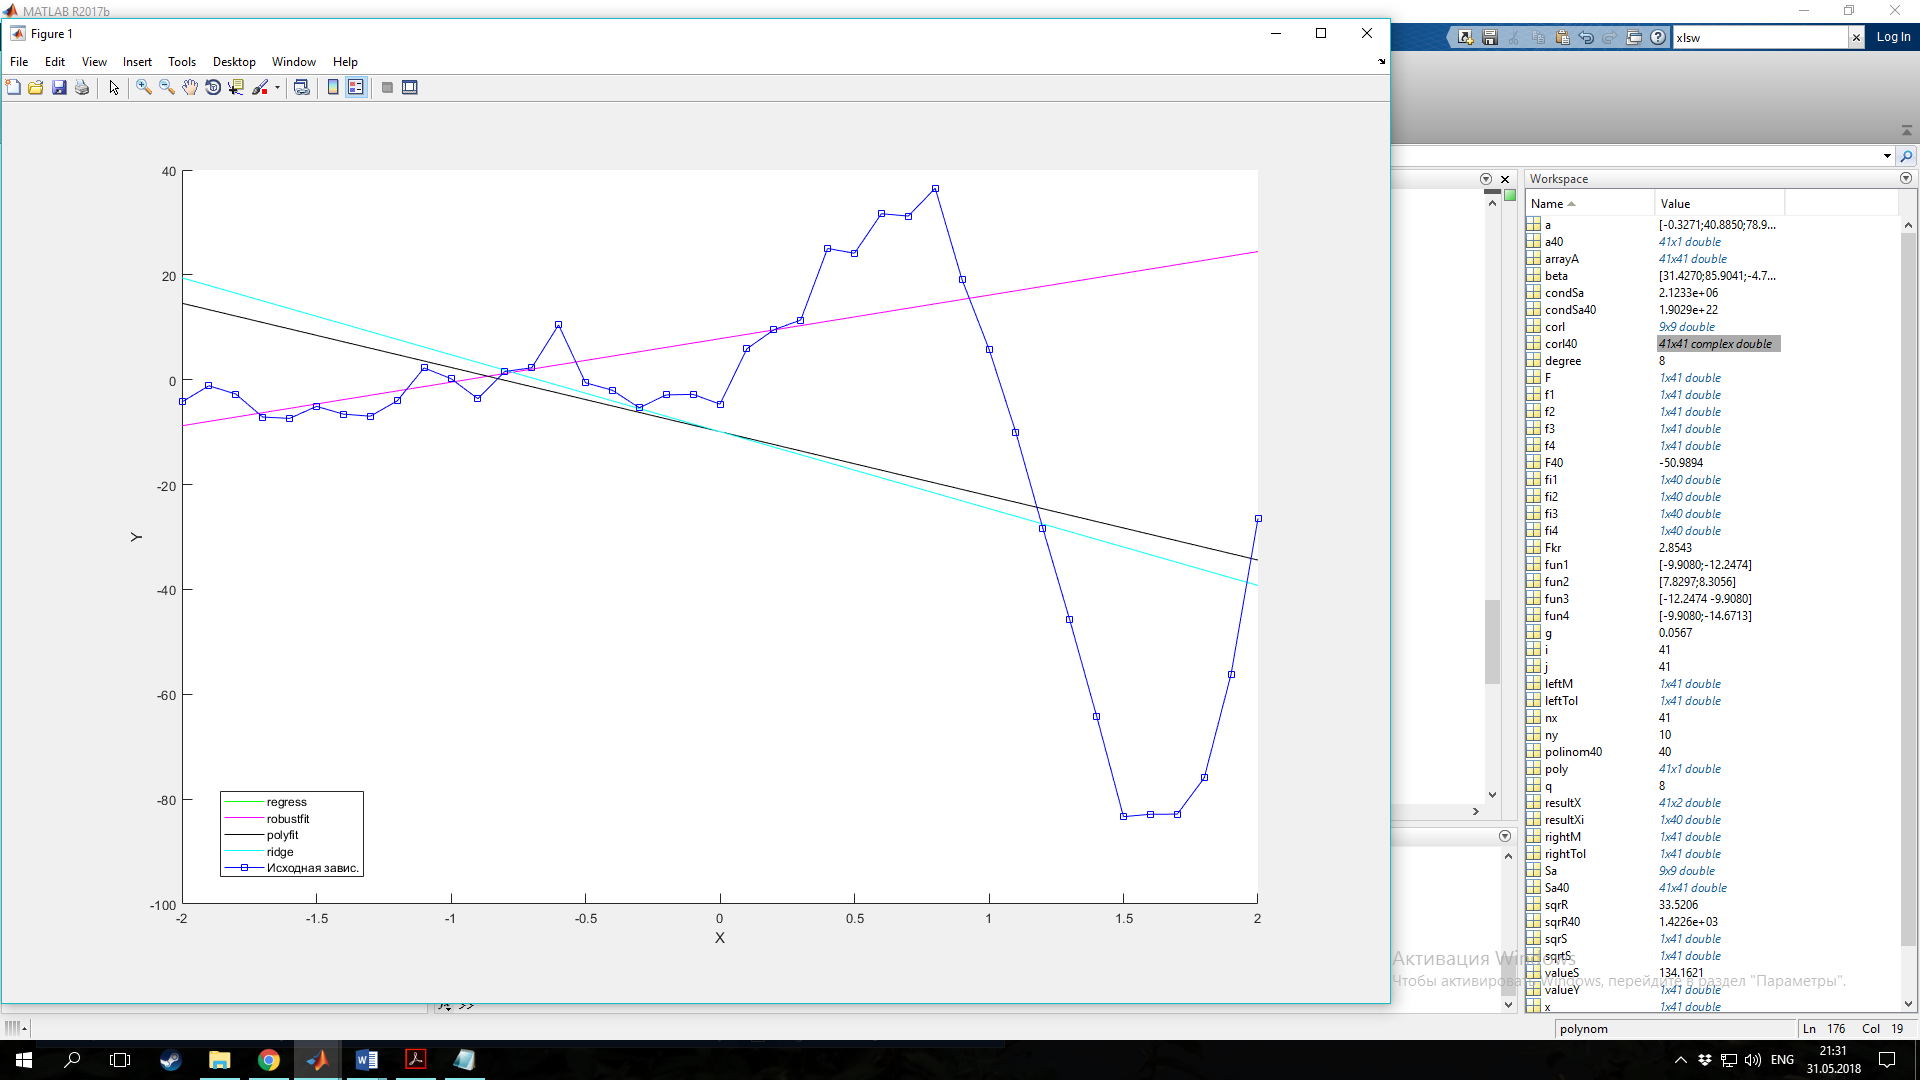 MATLAB R2017b
Figure 1
File Edit View Insert Tools Desktop Window Help
xlsw
Log In
40
20
0
-20
-40
-60
-80
-100
-2 -1.5 -1 -0.5 0 0.5 1 1.5 2
X
Y
regress
robustfit
polyfit
ridge
Исходная завис.
Workspace
Name Value
a [-0.3271;40.8850;78.9...
a40 41x1 double
arrayA 41x41 double
beta [31.4270;85.9041;-4.7...
condSa 2.1233e+06
condSa40 1.9029e+22
corl 9x9 double
corl40 41x41 complex double
degree 8
F 1x41 double
f1 1x41 double
f2 1x41 double
f3 1x41 double
f4 1x41 double
F40 -50.9894
fi1 1x40 double
fi2 1x40 double
fi3 1x40 double
fi4 1x40 double
Fkr 2.8543
fun1 [-9.9080;-12.2474]
fun2 [7.8297;8.3056]
fun3 [-12.2474 -9.9080]
fun4 [-9.9080;-14.6713]
g 0.0567
i 41
j 41
leftM 1x41 double
leftTol 1x41 double
nx 41
ny 10
polinom40 40
poly 41x1 double
q 8
resultX 41x2 double
resultXi 1x40 double
rightM 1x41 double
rightTol 1x41 double
Sa 9x9 double
Sa40 41x41 double
sqrR 33.5206
sqrR40 1.4226e+03
sqrS 1x41 double
sqrtS 1x41 double
valueS 134.1621
valueY 1x41 double
x 1x41 double
Активация Windows
Чтобы активировать Windows, перейдите в раздел "Параметры".
>>
polynom Ln 176 Col 19
ENG
21:31
31.05.2018